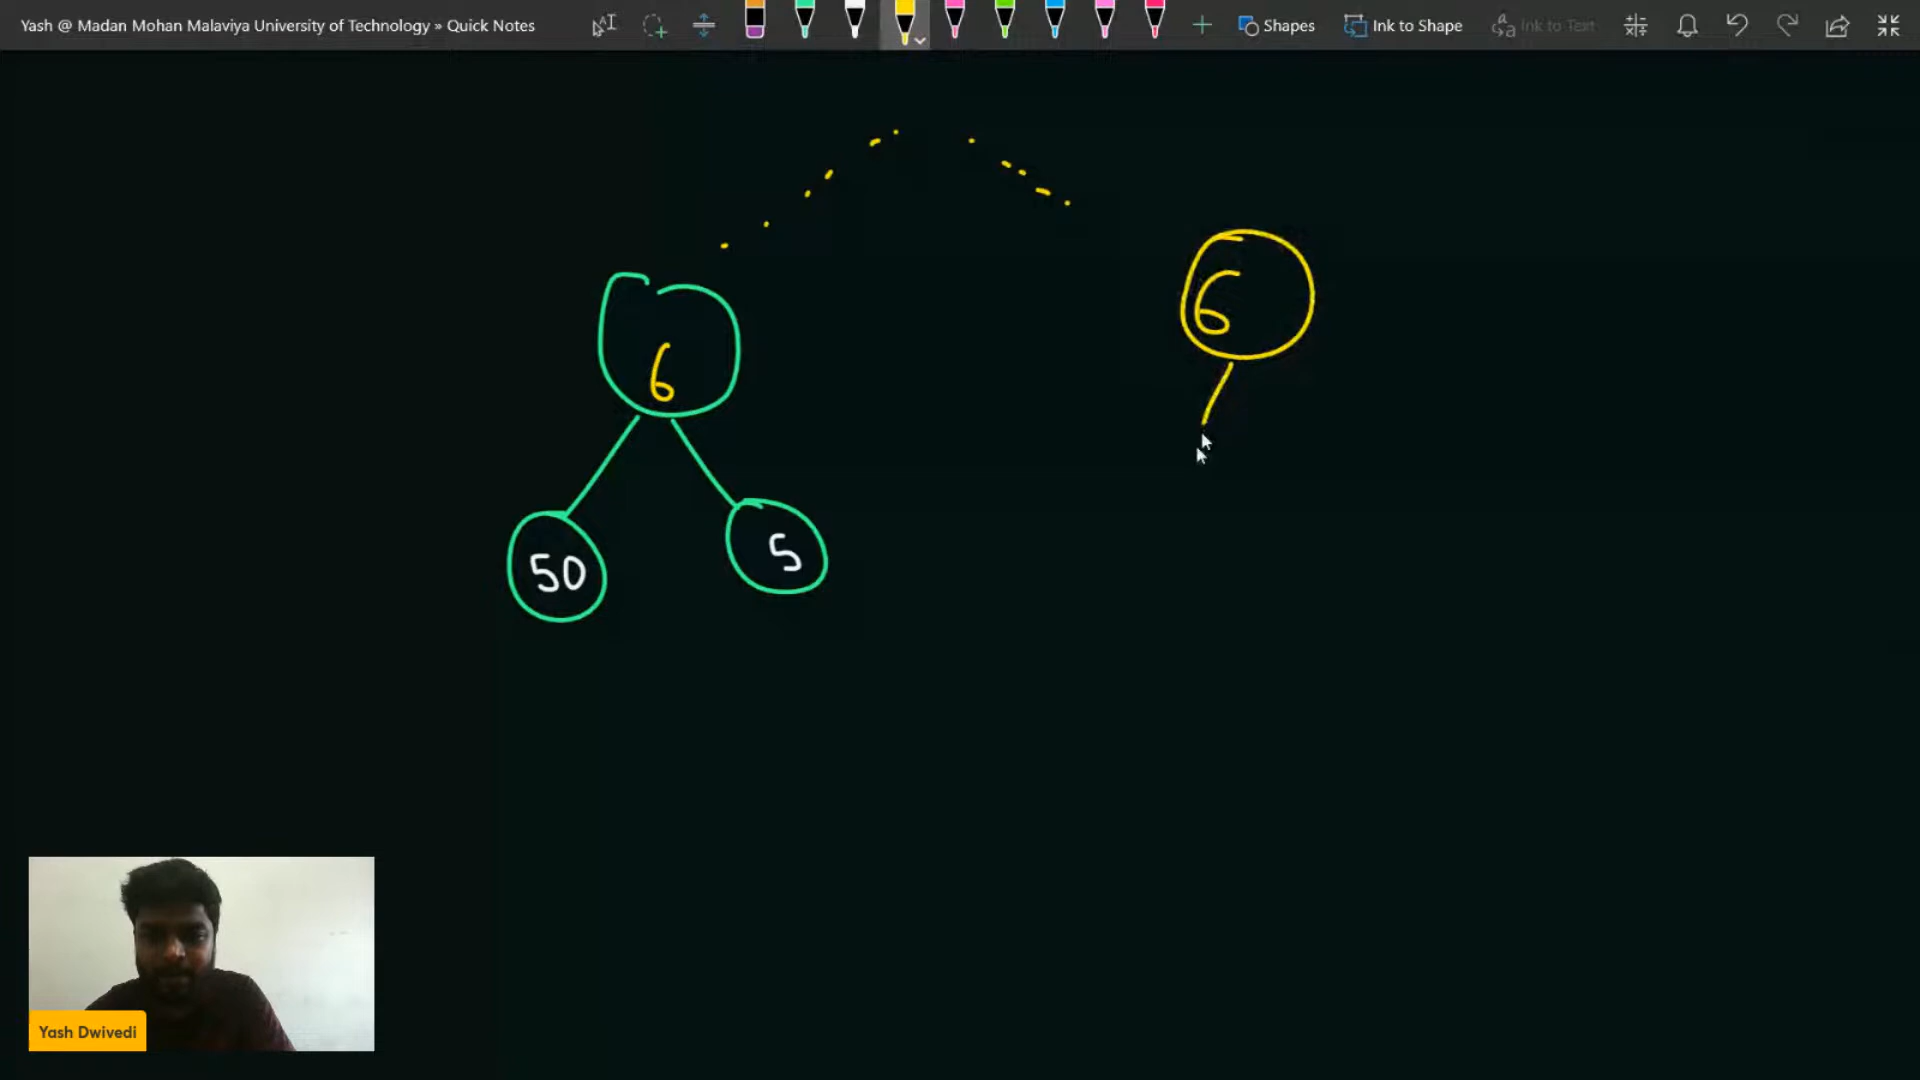 Yash @ Madan Mohan Malaviya University of Technology » Quick Notes
Shapes
Ink to Shape
Ink to Text
6
6
50
5
Yash Dwivedi